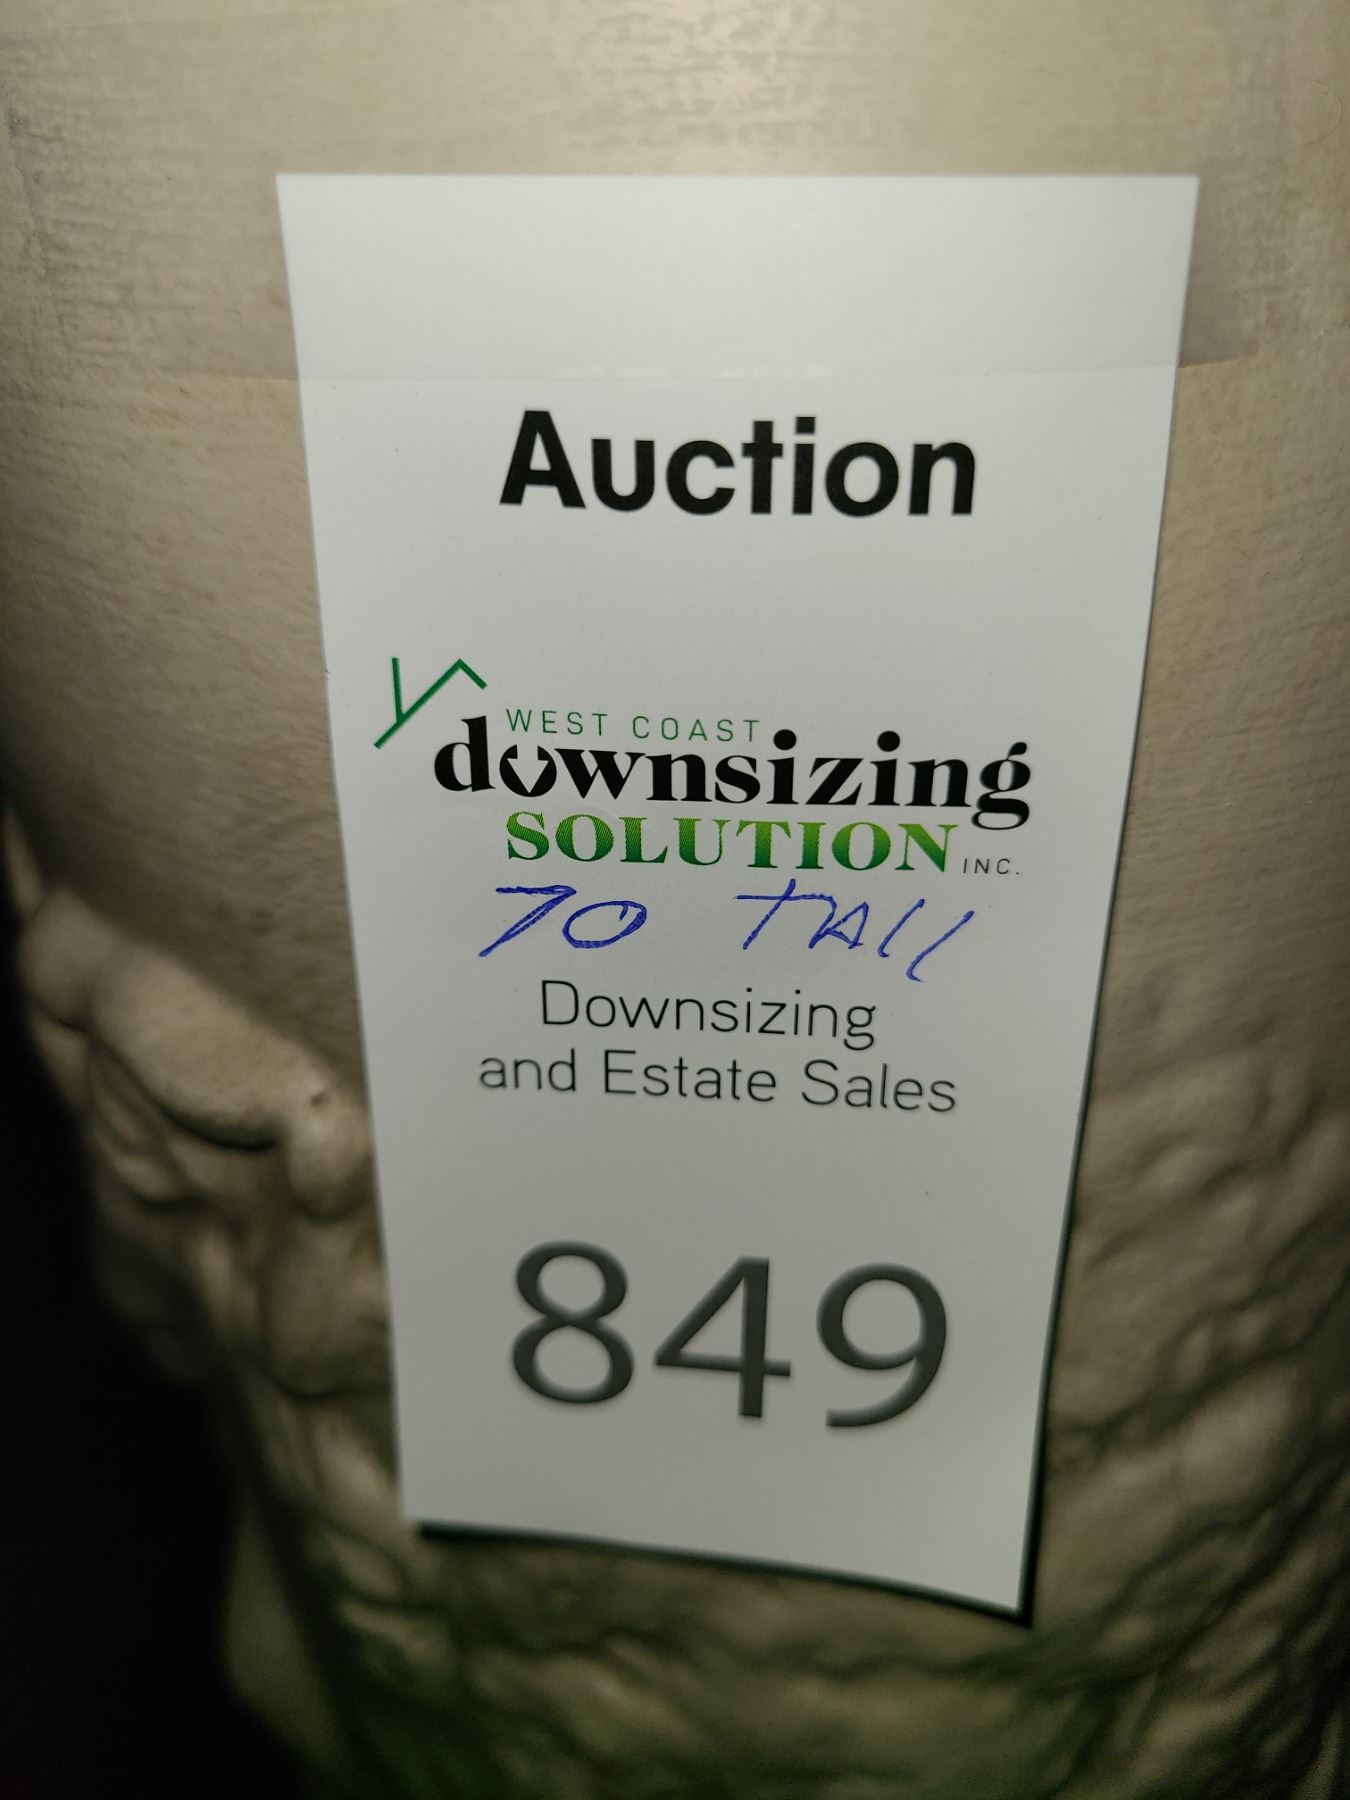 Auction
WEST COAST
downsizing
SOLUTION INC.
70 TAll
Downsizing
and Estate Sales
849